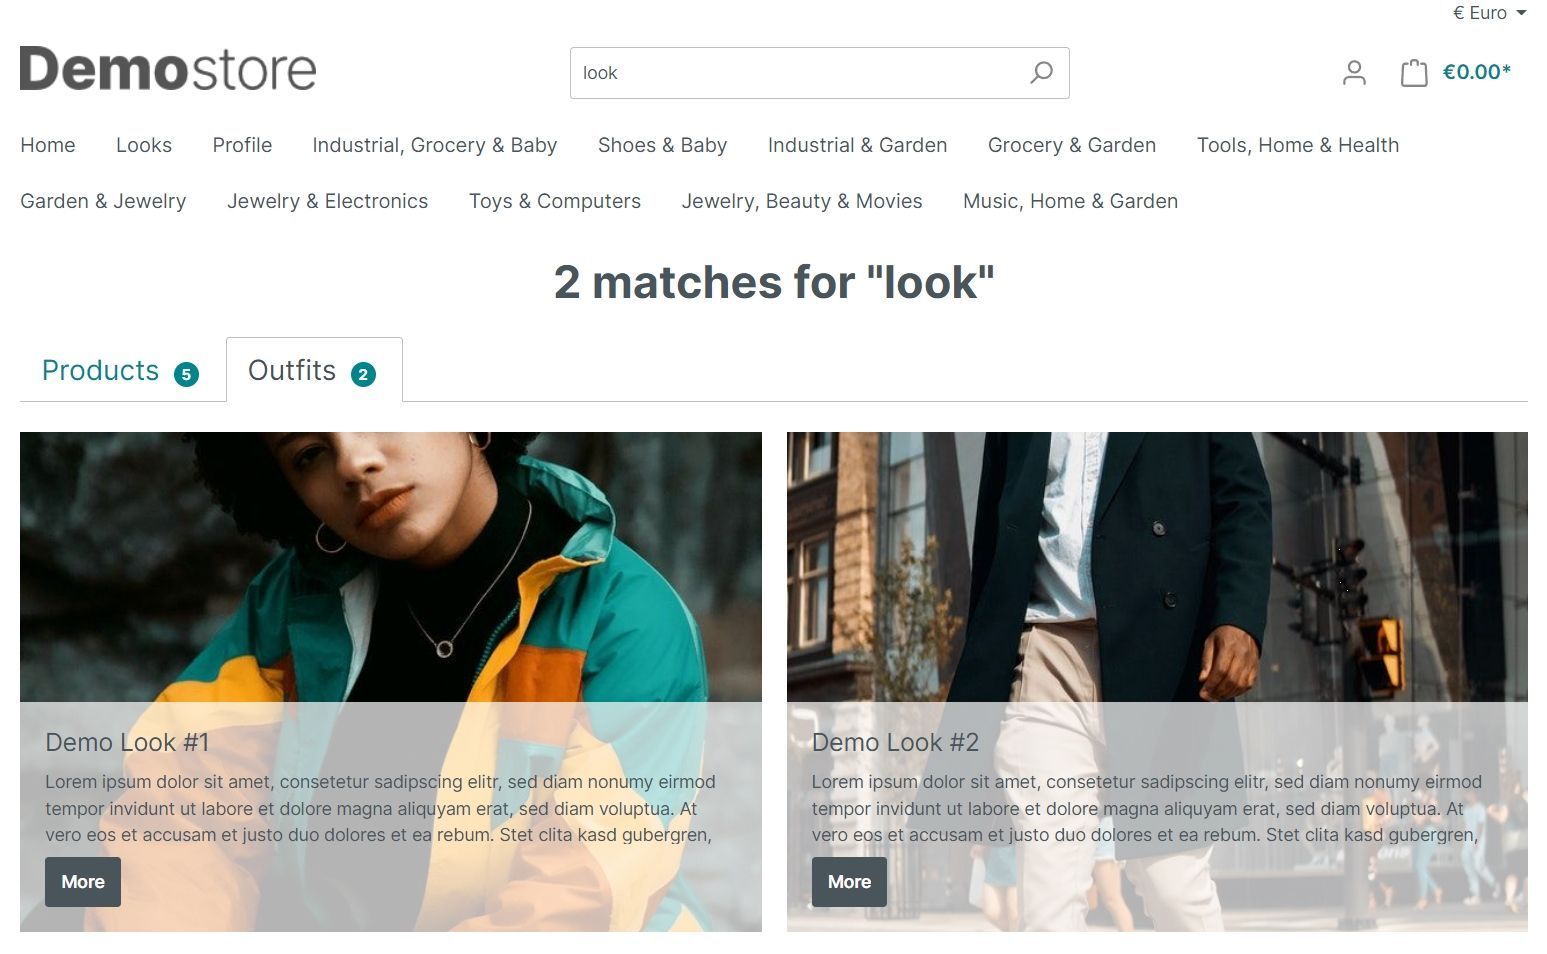 € Euro
Demostore
look
€0.00*
Home Looks Profile Industrial, Grocery & Baby Shoes & Baby Industrial & Garden Grocery & Garden Tools, Home & Health
Garden & Jewelry Jewelry & Electronics Toys & Computers Jewelry, Beauty & Movies Music, Home & Garden
2 matches for "look"
Products 5 Outfits 2
Demo Look #1
Lorem ipsum dolor sit amet, consetetur sadipscing elitr, sed diam nonumy eirmod
tempor invidunt ut labore et dolore magna aliquyam erat, sed diam voluptua. At
vero eos et accusam et justo duo dolores et ea rebum. Stet clita kasd gubergren,
More
Demo Look #2
Lorem ipsum dolor sit amet, consetetur sadipscing elitr, sed diam nonumy eirmod
tempor invidunt ut labore et dolore magna aliquyam erat, sed diam voluptua. At
vero eos et accusam et justo duo dolores et ea rebum. Stet clita kasd gubergren,
More